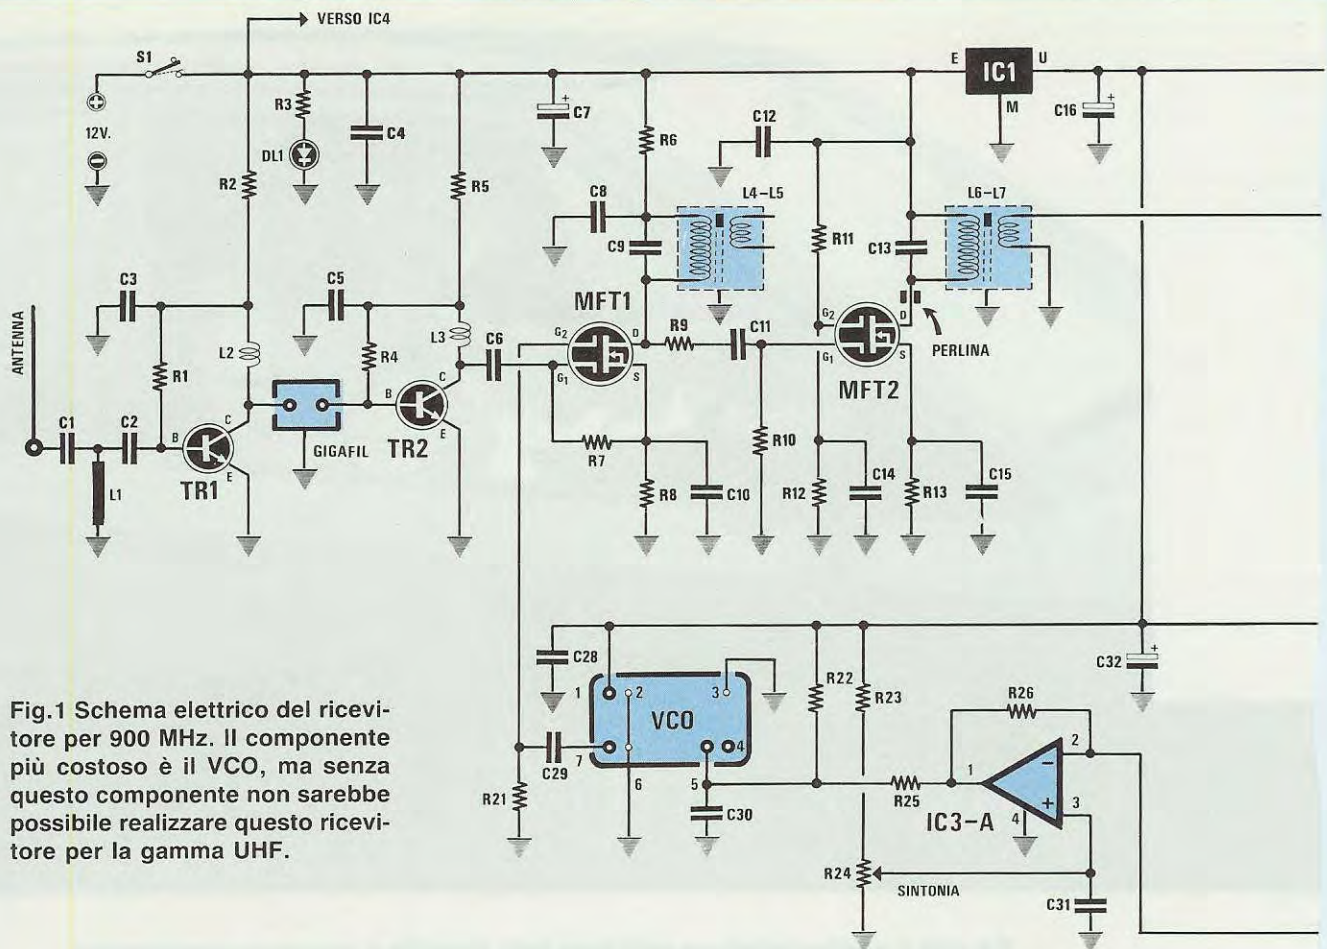 VERSO IC4
S1
12V.
R3
DL1
C4
R2
R5
C7
R6
C12
E
IC1
U
M
C16
C8
C9
L4-L5
R11
C13
L6-L7
ANTENNA
C3
C5
MFT1
L2
R1
R4
L3
C6
G2
D
G1
S
R9
C11
G2
D
G1
S
MFT2
PERLINA
C1
C2
L1
B
C
E
TR1
GIGAFIL
B
C
E
TR2
R7
R8
C10
R10
R12
C14
R13
C15
C28
1
2
3
VCO
4
7
6
5
C29
R21
C30
R22
R23
R25
R26
1
2
3
4
IC3-A
C32
R24
SINTONIA
C31
Fig.1 Schema elettrico del ricevi-
tore per 900 MHz. Il componente
più costoso è il VCO, ma senza
questo componente non sarebbe
possibile realizzare questo ricevi-
tore per la gamma UHF.